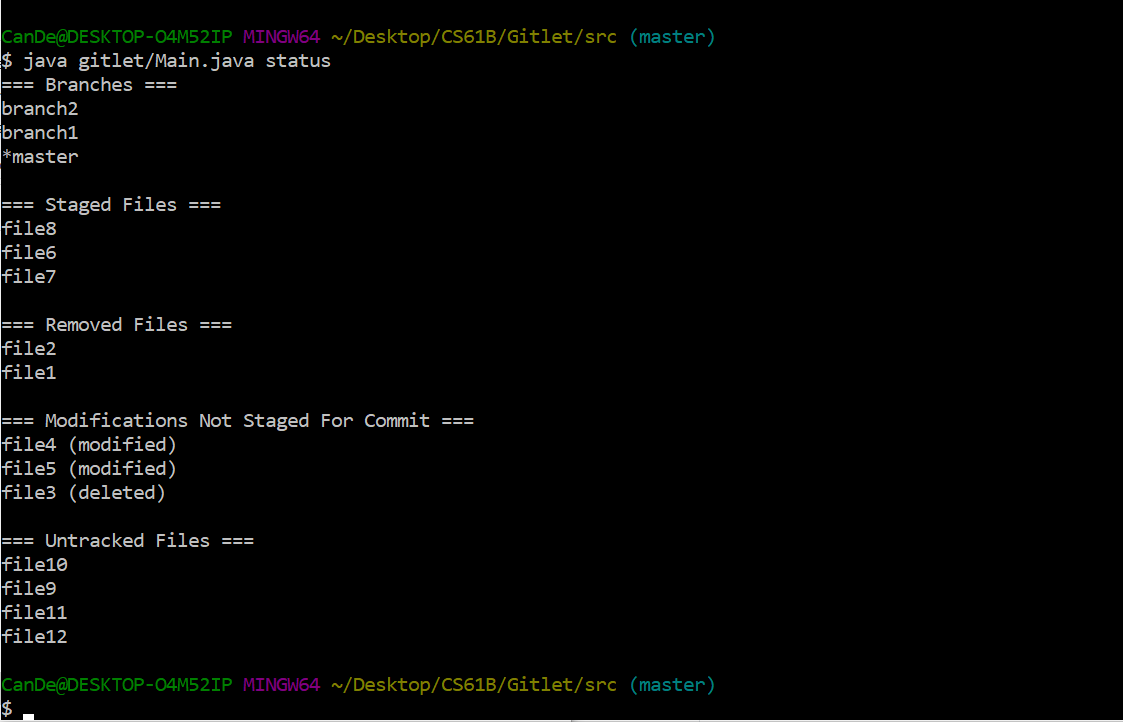 CanDe@DESKTOP-O4M52IP MINGW64 ~/Desktop/CS61B/Gitlet/src (master)
$ java gitlet/Main.java status
=== Branches ===
branch2
branch1
*master

=== Staged Files ===
file8
file6
file7

=== Removed Files ===
file2
file1

=== Modifications Not Staged For Commit ===
file4 (modified)
file5 (modified)
file3 (deleted)

=== Untracked Files ===
file10
file9
file11
file12

CanDe@DESKTOP-O4M52IP MINGW64 ~/Desktop/CS61B/Gitlet/src (master)
$